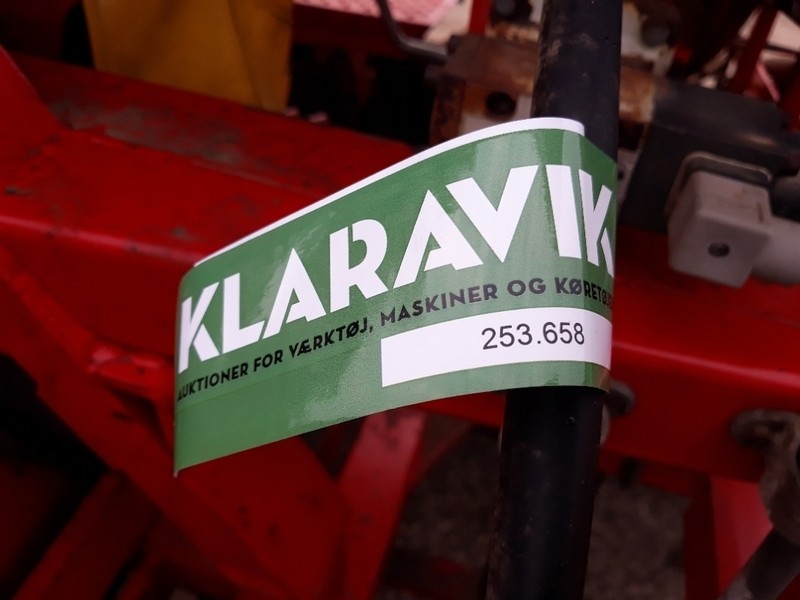 KLARAVIK
AUKTIONER FOR VÆRKTØJ, MASKINER OG
253.658